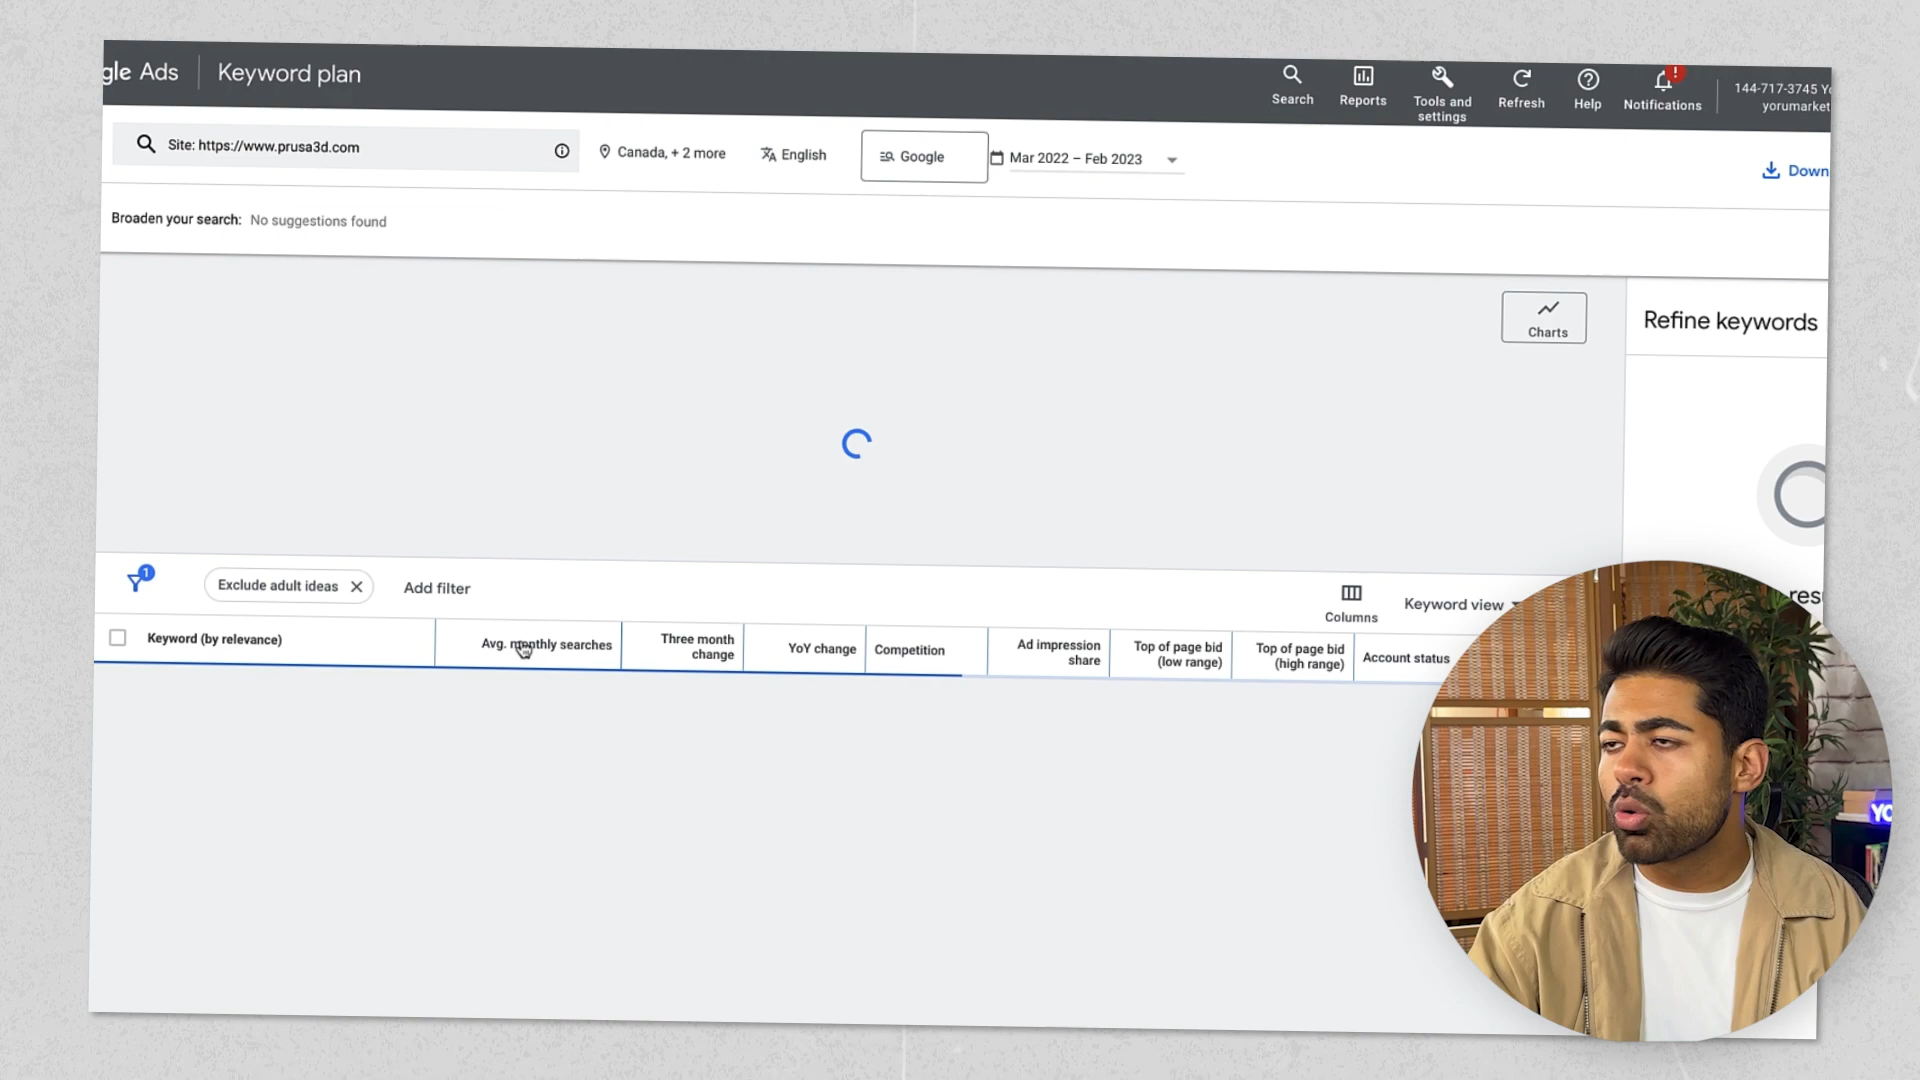 gle Ads
Keyword plan
Search
Reports
Tools and
settings
Refresh
Help
!
Notifications
144-717-3745
yorumarket
Site: https://www.prusa3d.com
Canada, + 2 more
English
Google
Mar 2022 – Feb 2023
Down
Broaden your search: No suggestions found
Charts
Refine keywords
1
Exclude adult ideas
Add filter
Columns
Keyword view
Keyword (by relevance)
Avg. monthly searches
Three month
change
YoY change
Competition
Ad impression
share
Top of page bid
(low range)
Top of page bid
(high range)
Account status